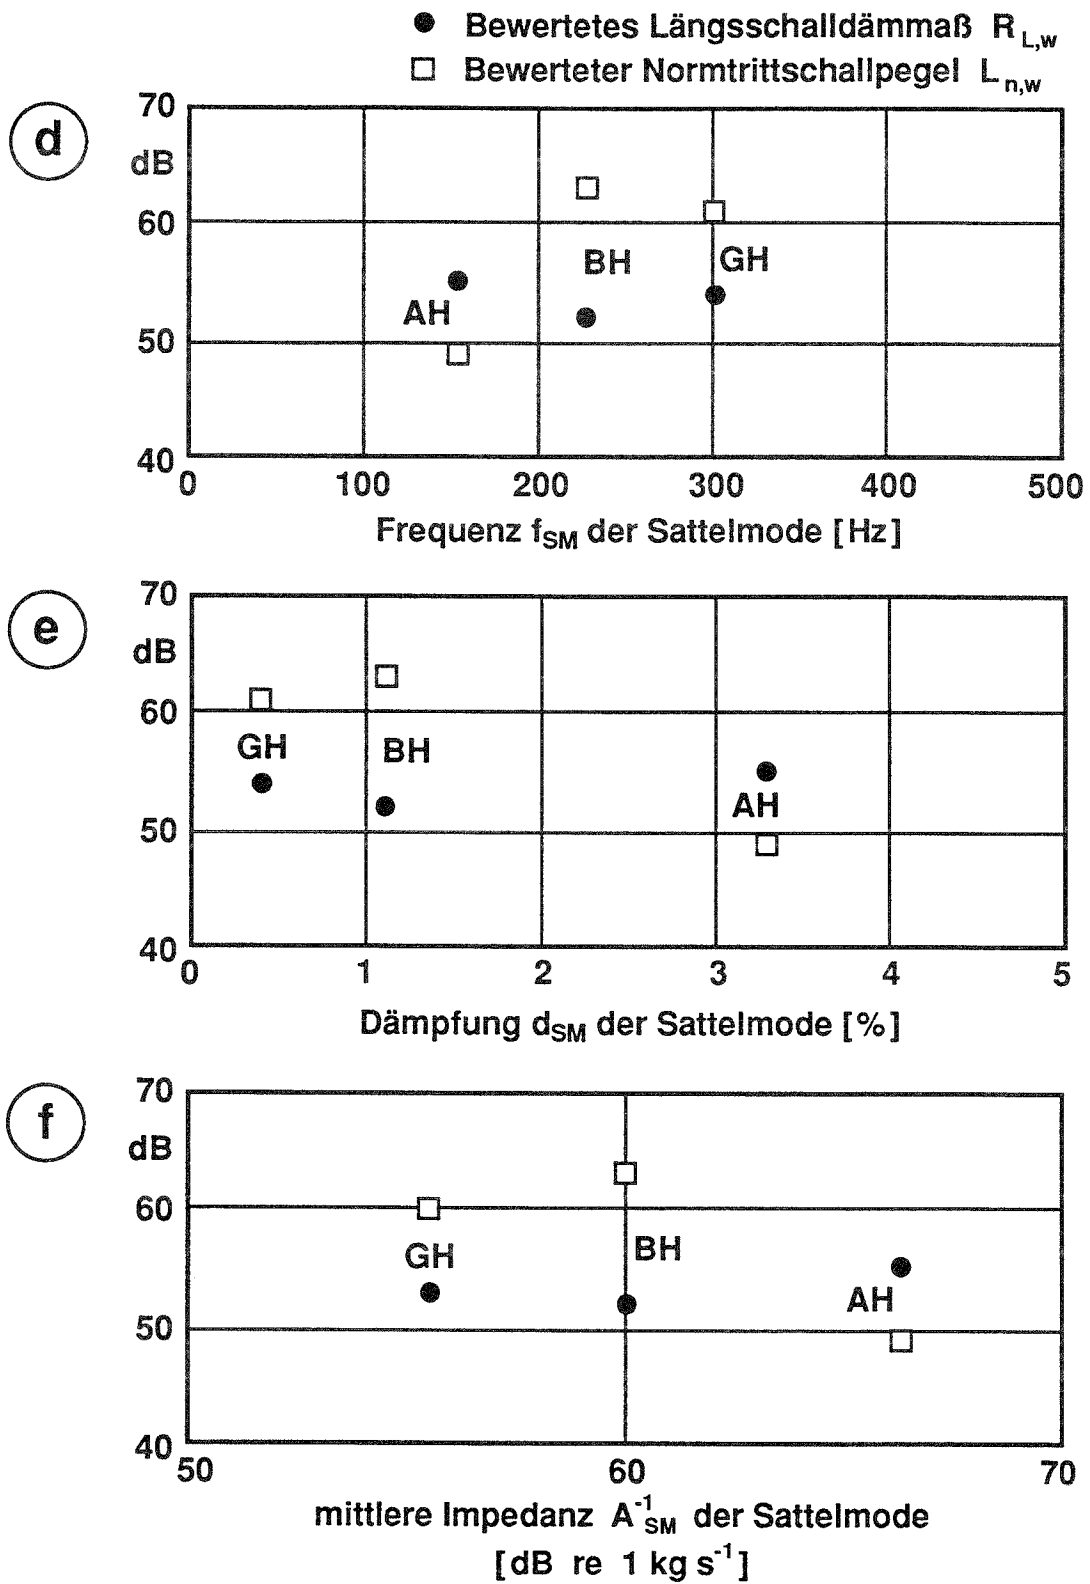 ● Bewertetes Längsschalldämmaß R L,w
□ Bewerteter Normtrittschallpegel L n,w
d
70
dB
60
BH
GH
AH
50
40
0 100 200 300 400 500
Frequenz fSM der Sattelmode [Hz]
e
70
dB
60
GH
BH
AH
50
40
0 1 2 3 4 5
Dämpfung dSM der Sattelmode [%]
f
70
dB
60
GH
BH
AH
50
40
50 60 70
mittlere Impedanz A-1SM der Sattelmode
[dB re 1 kg s-1]